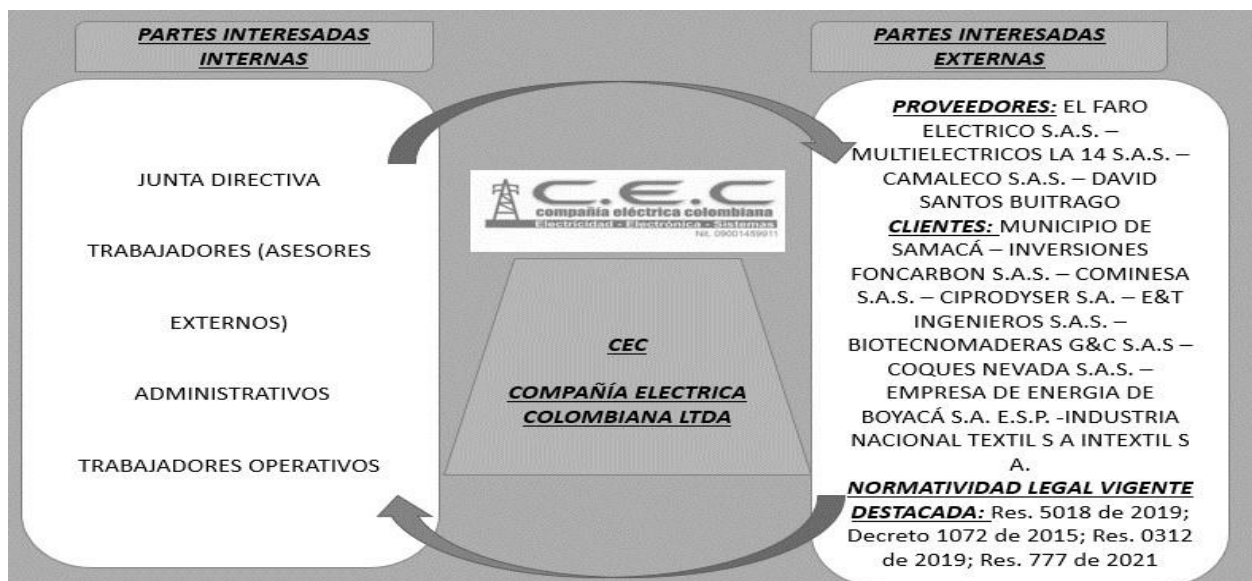 PARTES INTERESADAS
INTERNAS
JUNTA DIRECTIVA
TRABAJADORES (ASESORES
EXTERNOS)
ADMINISTRATIVOS
TRABAJADORES OPERATIVOS
C.E.C
compañía eléctrica colombiana
Electricidad - Electrónica - Sistemas
Nit. 09001459911
CEC
COMPAÑÍA ELECTRICA
COLOMBIANA LTDA
PARTES INTERESADAS
EXTERNAS
PROVEEDORES: EL FARO
ELECTRICO S.A.S. –
MULTIELECTRICOS LA 14 S.A.S. –
CAMALECO S.A.S. – DAVID
SANTOS BUITRAGO
CLIENTES: MUNICIPIO DE
SAMACÁ – INVERSIONES
FONCARBON S.A.S. – COMINESA
S.A.S. – CIPRODYSER S.A. – E&T
INGENIEROS S.A.S. –
BIOTECNOMADERAS G&C S.A.S –
COQUES NEVADA S.A.S. –
EMPRESA DE ENERGIA DE
BOYACÁ S.A. E.S.P. -INDUSTRIA
NACIONAL TEXTIL S A INTEXTIL S
A.
NORMATIVIDAD LEGAL VIGENTE
DESTACADA: Res. 5018 de 2019;
Decreto 1072 de 2015; Res. 0312
de 2019; Res. 777 de 2021